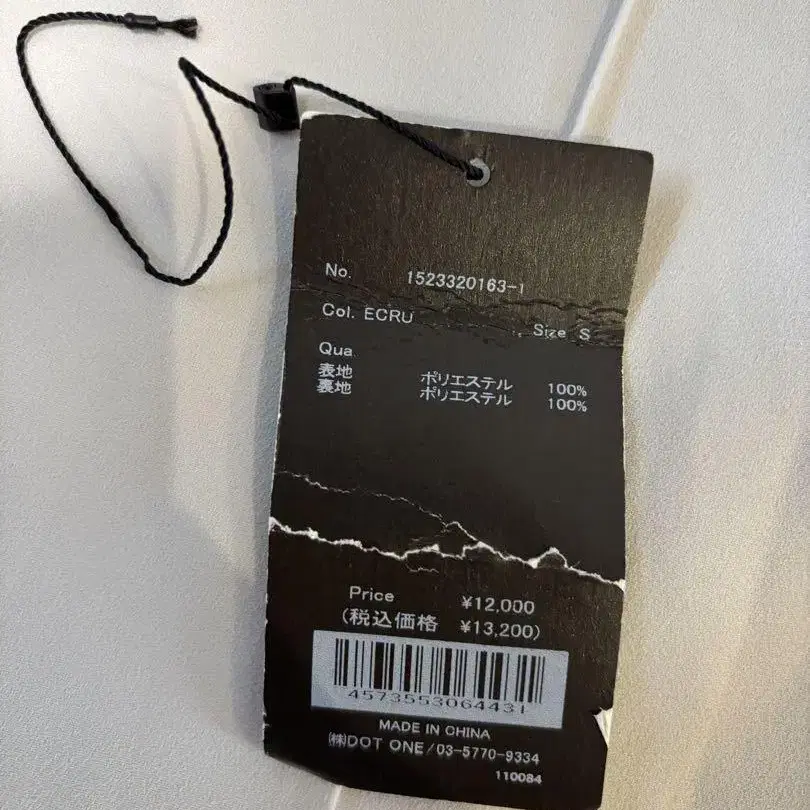 No. 1523320163-1
Col. ECRU Size S
Qua.
表地 ポリエステル 100%
裏地 ポリエステル 100%
Price ¥12,000
(税込価格 ¥13,200)
4573553064431
MADE IN CHINA
㈱DOT ONE/03-5770-9334
110084